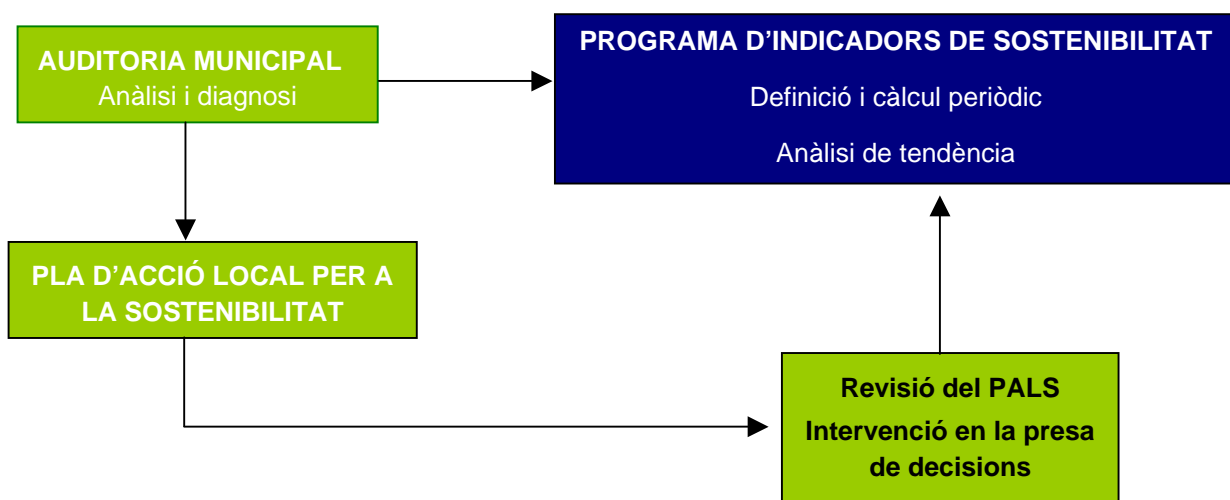 AUDITORIA MUNICIPAL
Anàlisi i diagnosi
PROGRAMA D’INDICADORS DE SOSTENIBILITAT
Definició i càlcul periòdic
Anàlisi de tendència
PLA D’ACCIÓ LOCAL PER A
LA SOSTENIBILITAT
Revisió del PALS
Intervenció en la presa
de decisions